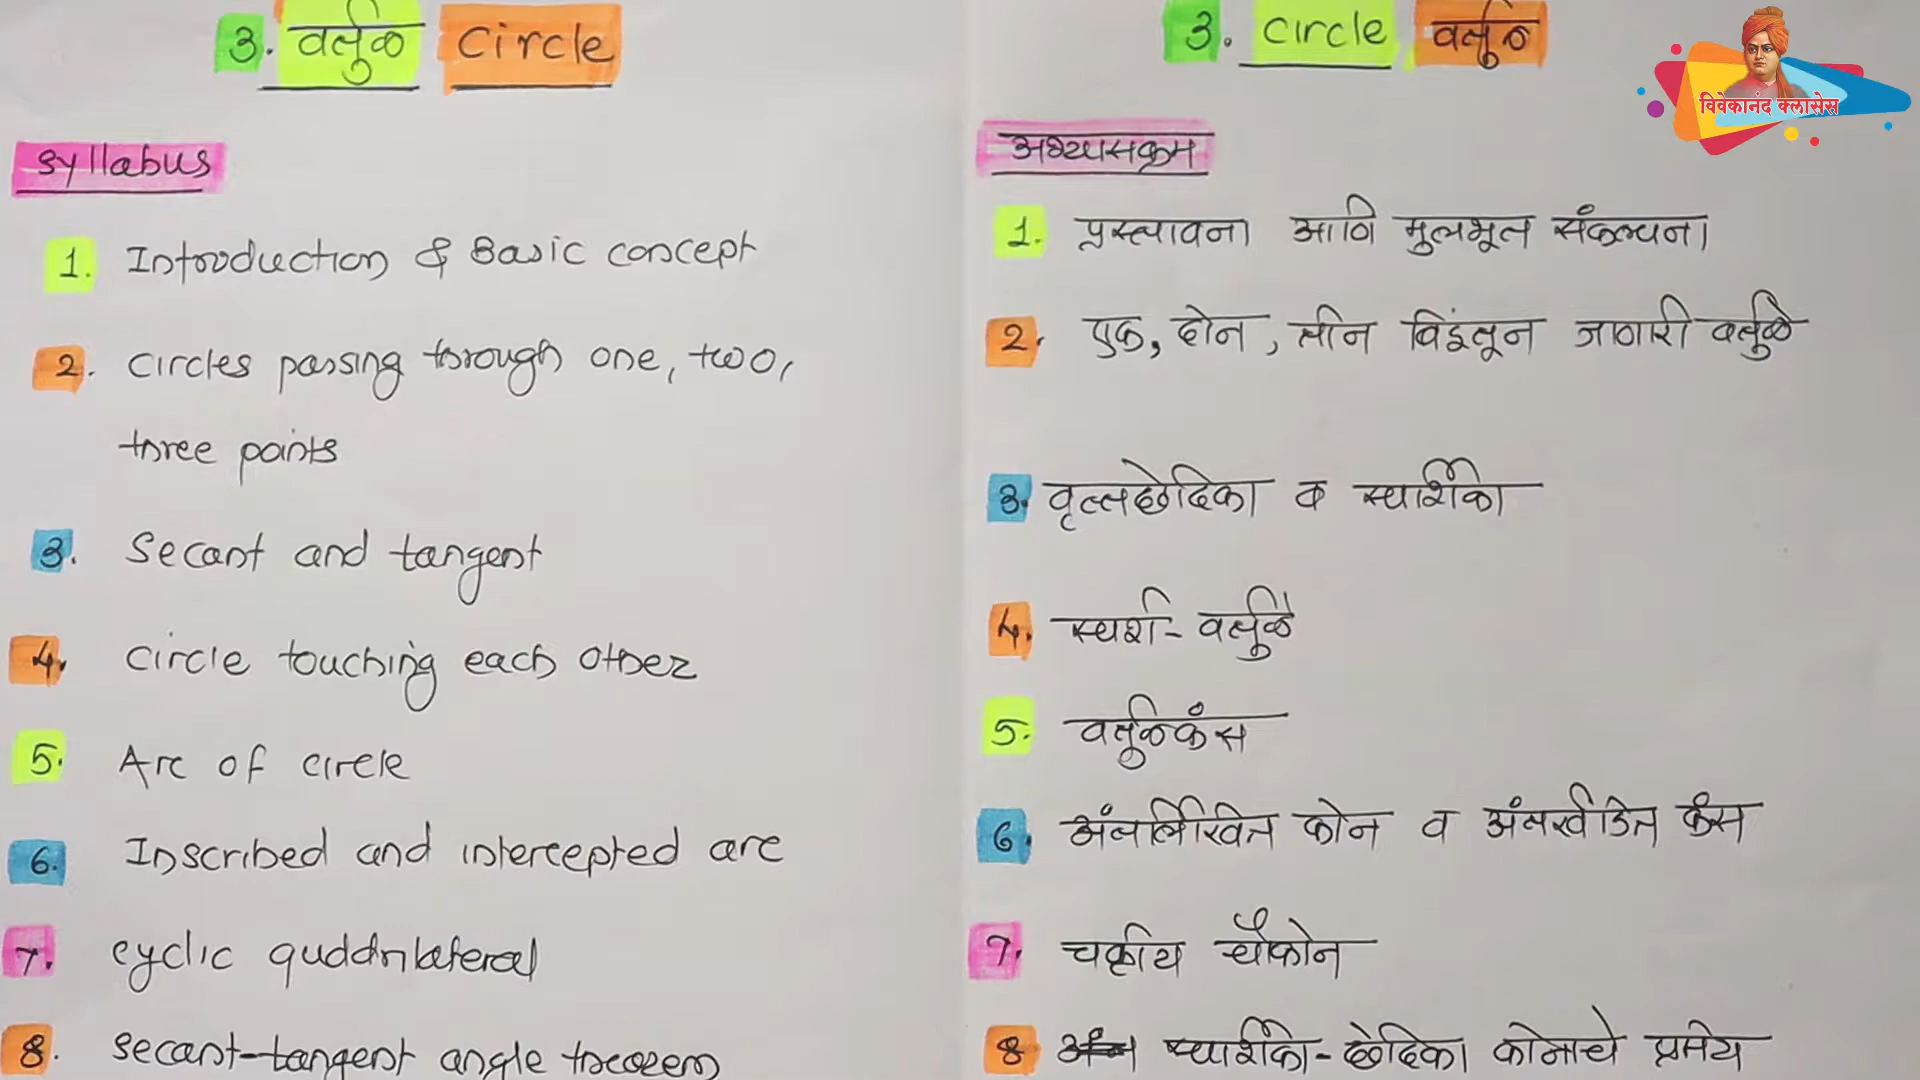 3. वर्तुळ Circle
Syllabus
1. Introduction & Basic concept
2. Circles passing through one, two,
three points
3. Secant and tangent
4. Circle touching each other
5. Arc of circle
6. Inscribed and intercepted arc
7. cyclic quddrilateral
8. secant-tangent angle theorem
3. Circle वर्तुळ
अभ्यासक्रम
1. प्रस्तावना आणि मुलभूत संकल्पना
2. एक, दोन, तीन बिंदूंतून जाणारी वर्तुळे
3. वृत्तछेदिका व स्पर्शिका
4. स्पर्श-वर्तुळे
5. वर्तुळकंस
6. अंतर्लिखित कोन व अंतर्खंडित कंस
7. चक्रीय चौकोन
8 स्पर्शिका-छेदिका कोनाचे प्रमेय
विवेकानंद क्लासेस